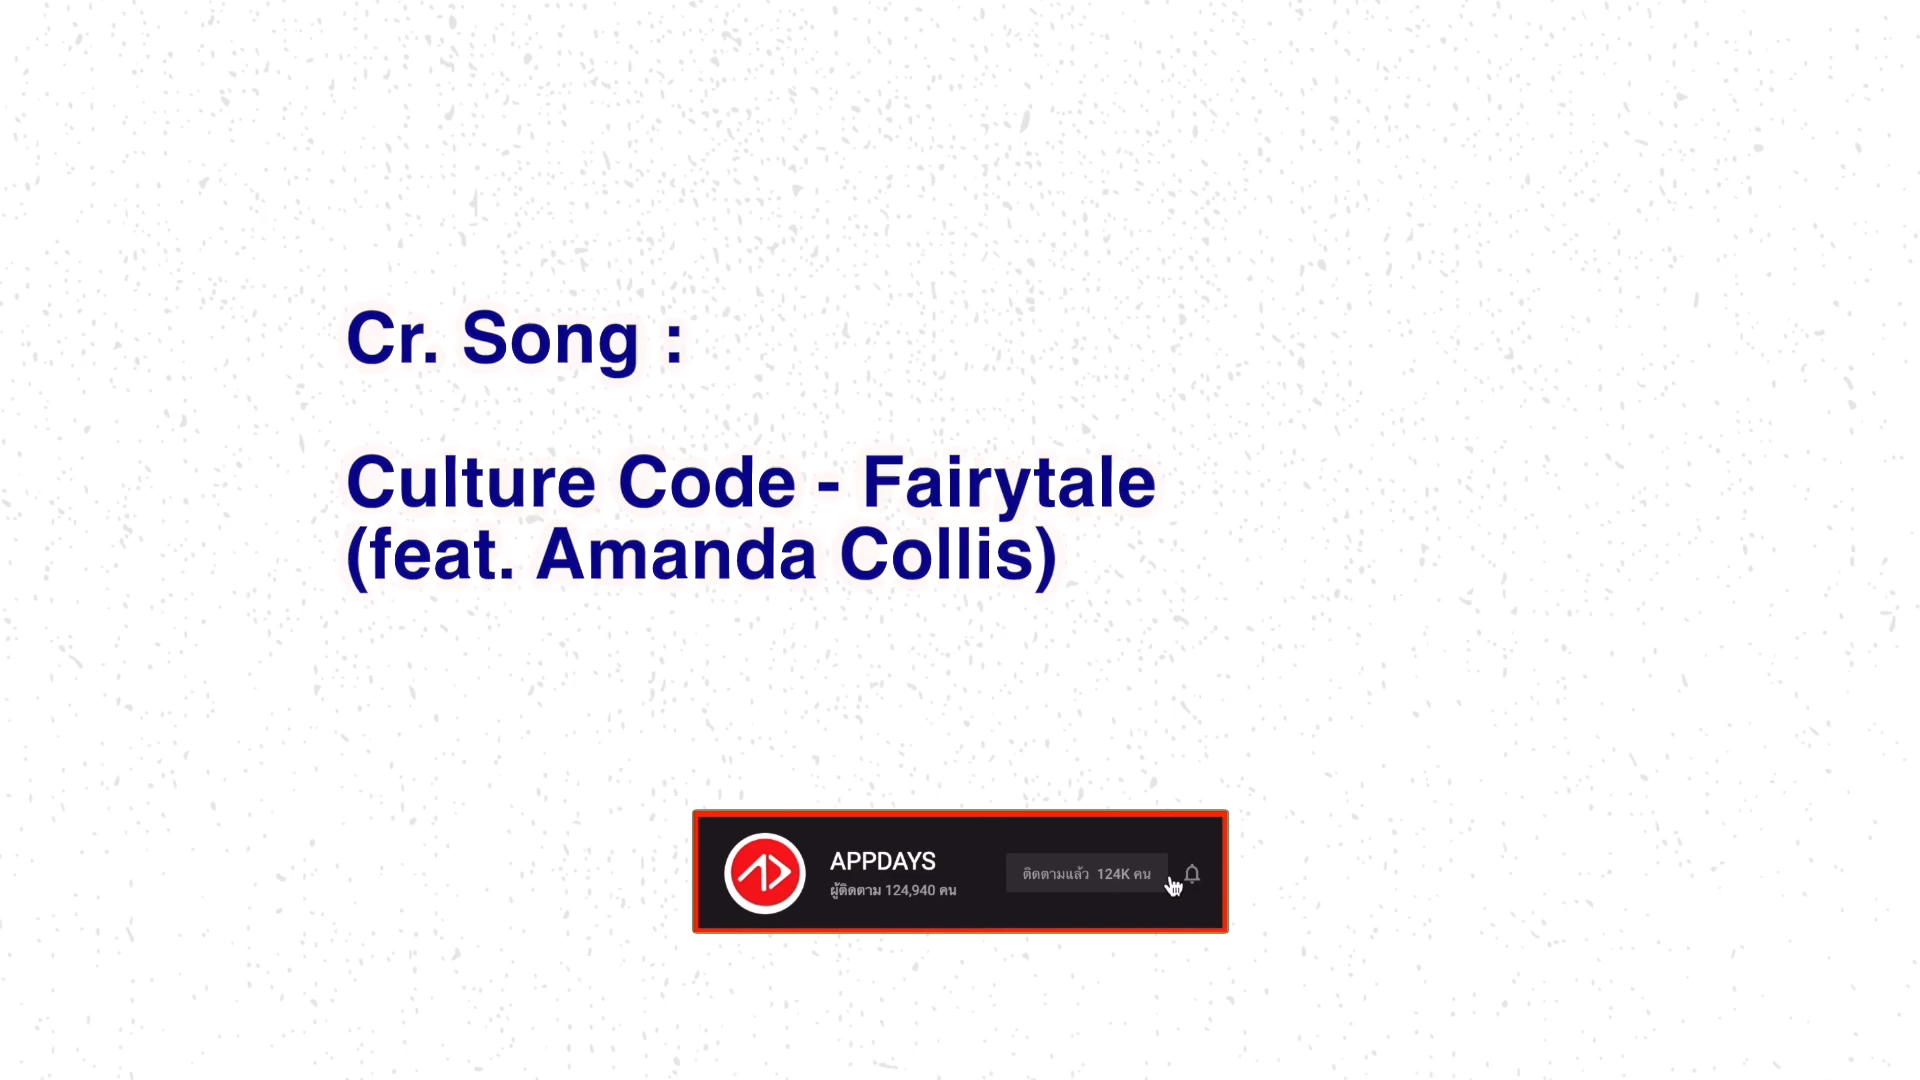 Cr. Song :
Culture Code - Fairytale
(feat. Amanda Collis)
APPDAYS
ผู้ติดตาม 124,940 คน
ติดตามแล้ว 124K คน